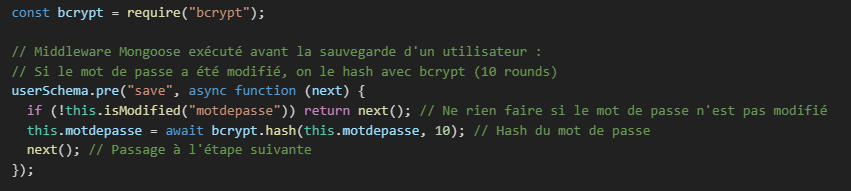 const bcrypt = require("bcrypt");
// Middleware Mongoose exécuté avant la sauvegarde d'un utilisateur :
// Si le mot de passe a été modifié, on le hash avec bcrypt (10 rounds)
userSchema.pre("save", async function (next) {
  if (!this.isModified("motdepasse")) return next(); // Ne rien faire si le mot de passe n'est pas modifié
  this.motdepasse = await bcrypt.hash(this.motdepasse, 10); // Hash du mot de passe
  next(); // Passage à l'étape suivante
});